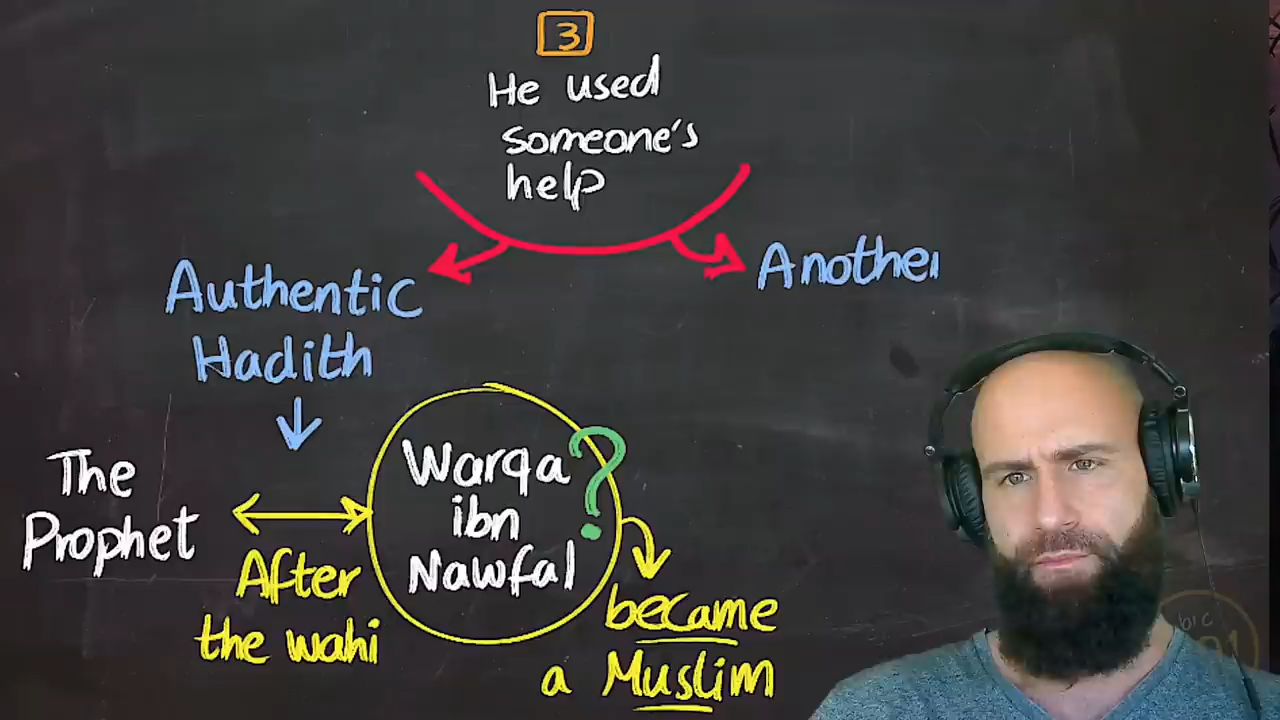 3
He used
someone's
help
Authentic
Hadith
Another
The
Prophet
After
the wahi
Warqa
ibn
Nawfal
?
became
a Muslim